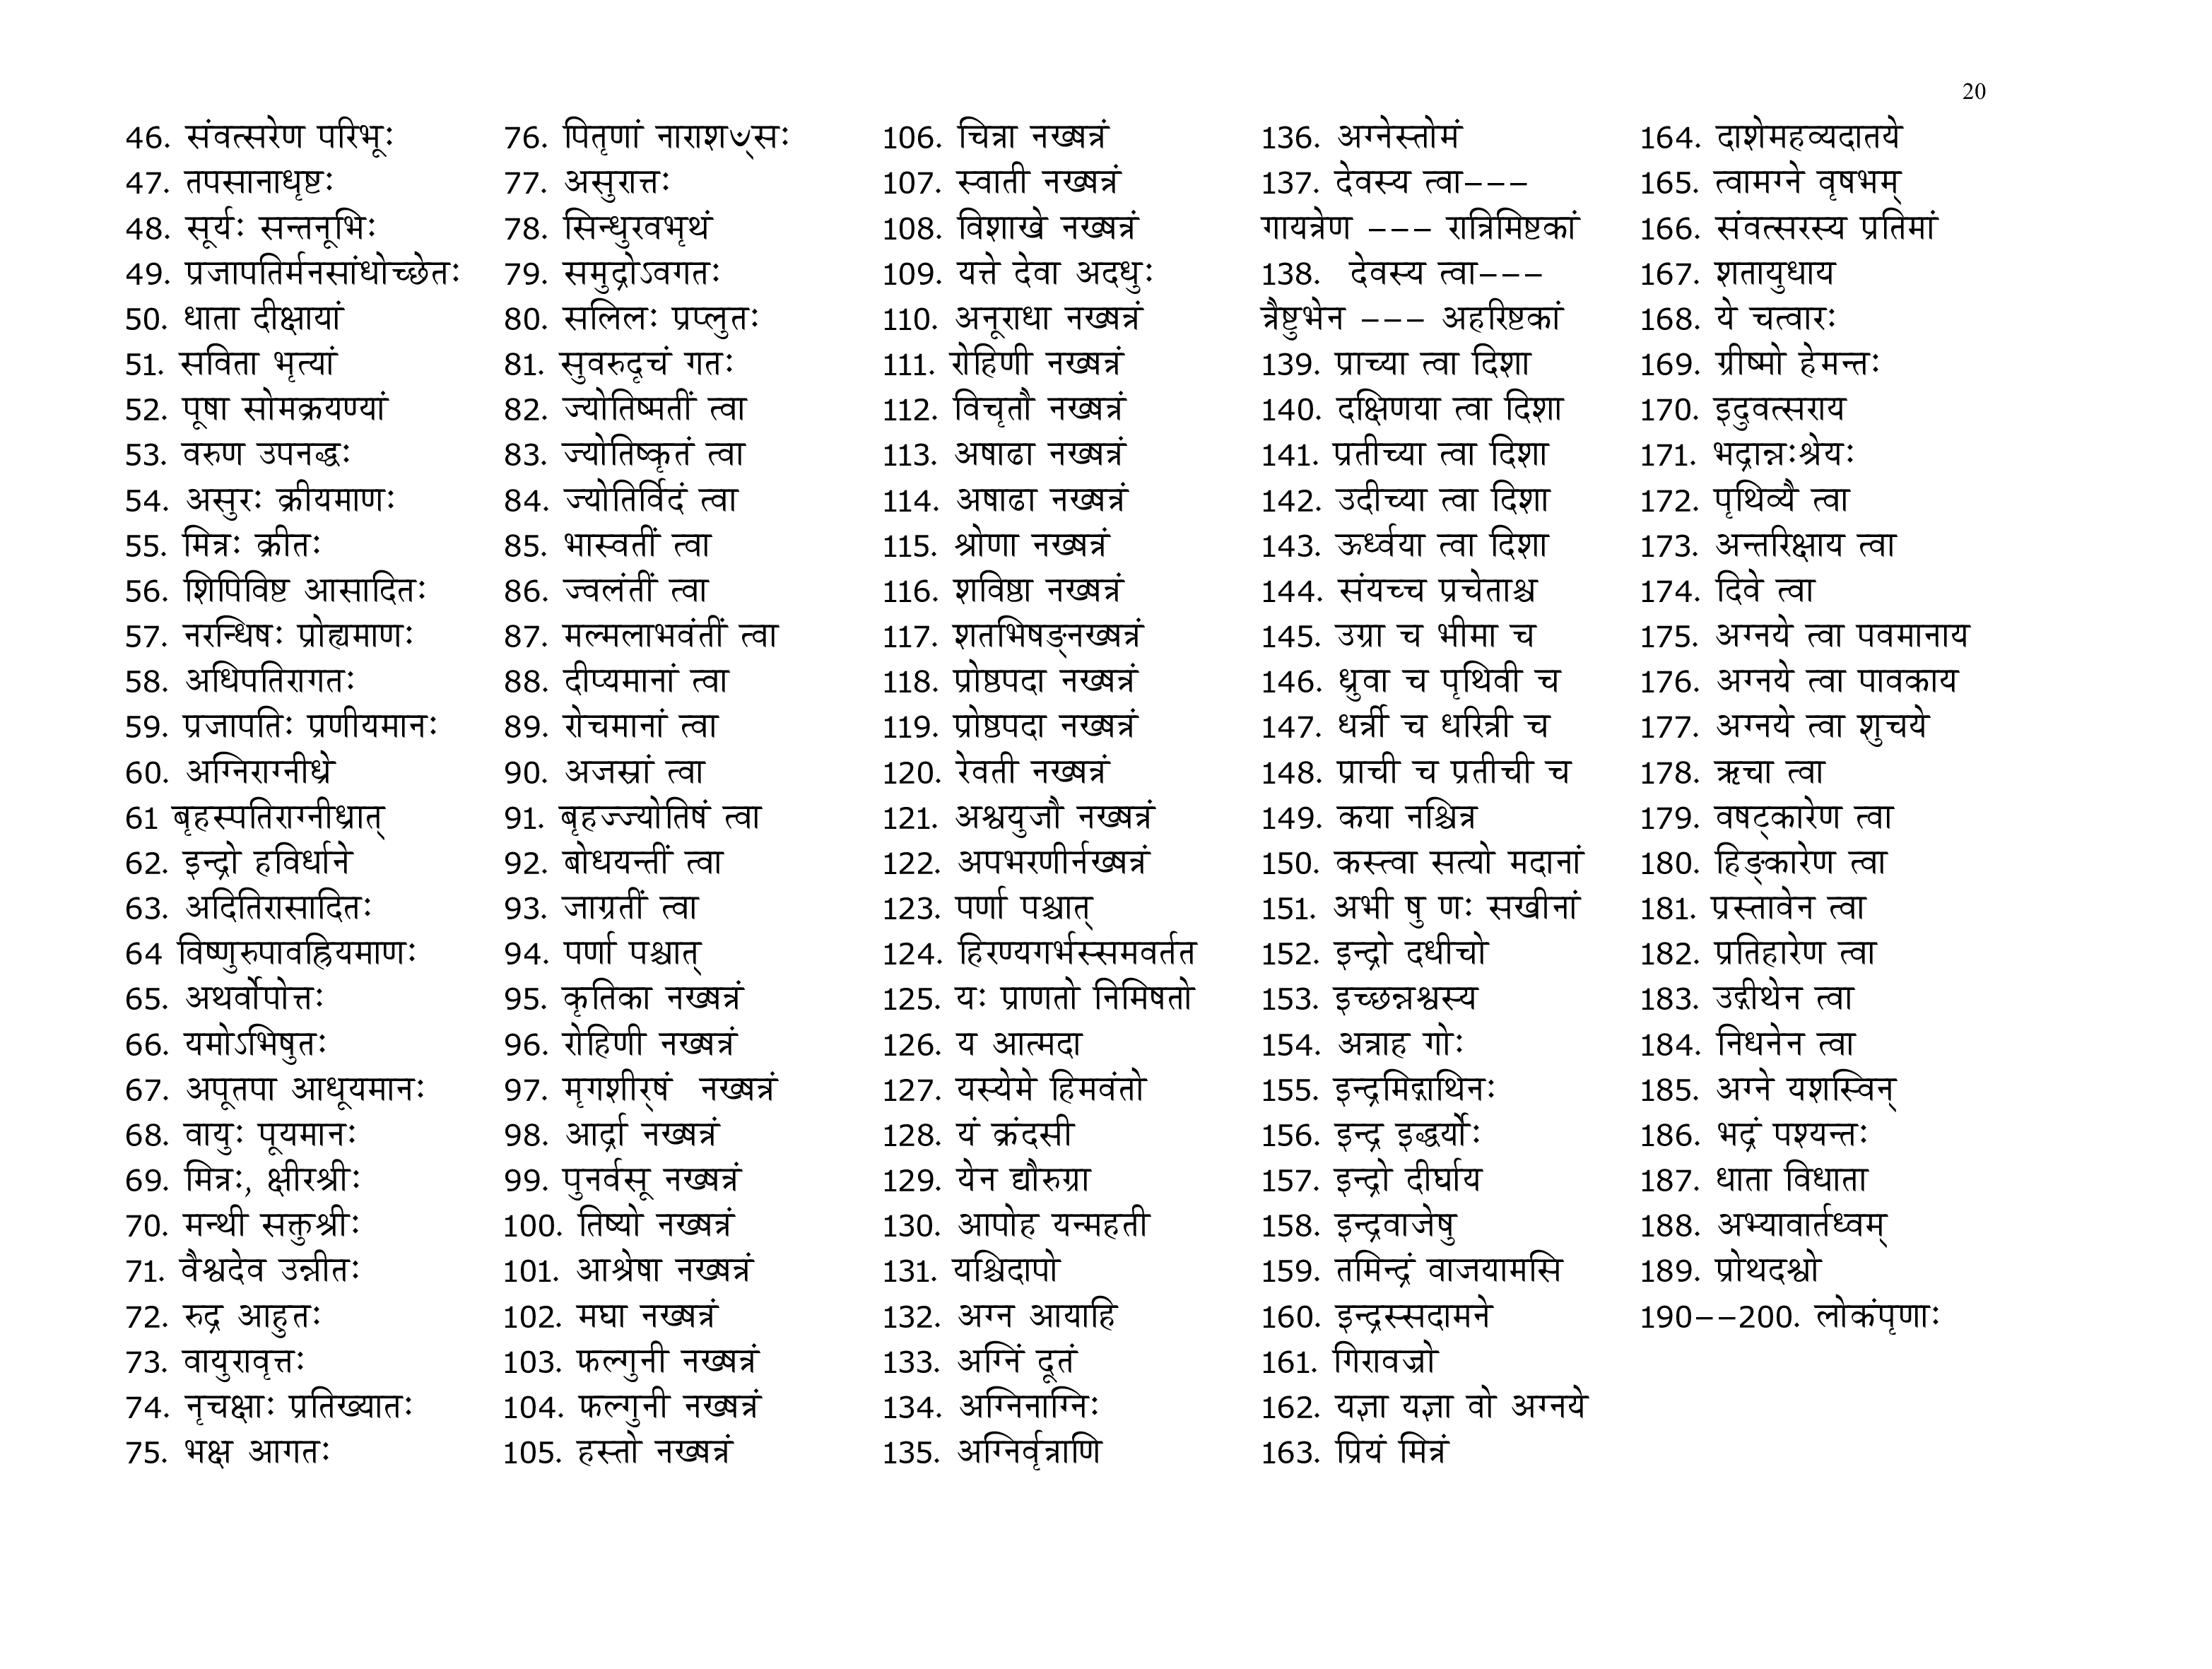 20
46. संवत्सरेण परिभूः
47. तपसानाधृष्टः
48. सूर्यः सन्तनूभिः
49. प्रजापतिर्मनसांधोच्छेतः
50. धाता दीक्षायां
51. सविता भृत्यां
52. पूषा सोमक्रयण्यां
53. वरुण उपनद्धः
54. असुरः क्रीयमाणः
55. मित्रः क्रीतः
56. शिपिविष्ट आसादितः
57. नरन्धिषः प्रोह्यमाणः
58. अधिपतिरागतः
59. प्रजापतिः प्रणीयमानः
60. अग्निराग्नीध्रे
61 बृहस्पतिराग्नीध्रात्
62. इन्द्रो हविर्धाने
63. अदितिरासादितः
64 विष्णुरुपावह्रियमाणः
65. अथर्वोपोत्तः
66. यमोऽभिषुतः
67. अपूतपा आधूयमानः
68. वायुः पूयमानः
69. मित्रः, क्षीरश्रीः
70. मन्थी सक्तुश्रीः
71. वैश्वदेव उन्नीतः
72. रुद्र आहुतः
73. वायुरावृत्तः
74. नृचक्षाः प्रतिख्यातः
75. भक्ष आगतः
76. पितृणां नाराशꣳसः
77. असुरात्तः
78. सिन्धुरवभृथं
79. समुद्रोऽवगतः
80. सलिलः प्रप्लुतः
81. सुवरुदृचं गतः
82. ज्योतिष्मतीं त्वा
83. ज्योतिष्कृतं त्वा
84. ज्योतिर्विदं त्वा
85. भास्वतीं त्वा
86. ज्वलंतीं त्वा
87. मल्मलाभवंतीं त्वा
88. दीप्यमानां त्वा
89. रोचमानां त्वा
90. अजस्रां त्वा
91. बृहज्ज्योतिषं त्वा
92. बोधयन्तीं त्वा
93. जाग्रतीं त्वा
94. पर्णा पश्चात्
95. कृतिका नख्षत्रं
96. रोहिणी नख्षत्रं
97. मृगशीर्‌षं नख्षत्रं
98. आर्द्रा नख्षत्रं
99. पुनर्वसू नख्षत्रं
100. तिष्यो नख्षत्रं
101. आश्रेषा नख्षत्रं
102. मघा नख्षत्रं
103. फल्गुनी नख्षत्रं
104. फल्गुनी नख्षत्रं
105. हस्तो नख्षत्रं
106. चित्रा नख्षत्रं
107. स्वाती नख्षत्रं
108. विशाखे नख्षत्रं
109. यत्ते देवा अदधुः
110. अनूराधा नख्षत्रं
111. रोहिणी नख्षत्रं
112. विचृतौ नख्षत्रं
113. अषाढा नख्षत्रं
114. अषाढा नख्षत्रं
115. श्रोणा नख्षत्रं
116. शविष्ठा नख्षत्रं
117. शतभिषङ्नख्षत्रं
118. प्रोष्ठपदा नख्षत्रं
119. प्रोष्ठपदा नख्षत्रं
120. रेवती नख्षत्रं
121. अश्वयुजौ नख्षत्रं
122. अपभरणीर्नख्षत्रं
123. पर्णा पश्चात्
124. हिरण्यगर्भस्समवर्तत
125. यः प्राणतो निमिषतो
126. य आत्मदा
127. यस्येमे हिमवंतो
128. यं क्रंदसी
129. येन द्यौरुग्रा
130. आपोह यन्महती
131. यश्चिदापो
132. अग्न आयाहि
133. अग्निं दूतं
134. अग्निनाग्निः
135. अग्निर्वृत्राणि
136. अग्नेस्तोमं
137. देवस्य त्वा---
गायत्रेण --- रात्रिमिष्टकां
138. देवस्य त्वा---
त्रैष्टुभेन --- अहरिष्टकां
139. प्राच्या त्वा दिशा
140. दक्षिणया त्वा दिशा
141. प्रतीच्या त्वा दिशा
142. उदीच्या त्वा दिशा
143. ऊर्ध्वया त्वा दिशा
144. संयच्च प्रचेताश्च
145. उग्रा च भीमा च
146. ध्रुवा च पृथिवी च
147. धर्त्री च धरित्री च
148. प्राची च प्रतीची च
149. कया नश्चित्र
150. कस्त्वा सत्यो मदानां
151. अभी षु णः सखीनां
152. इन्द्रो दधीचो
153. इच्छन्नश्वस्य
154. अत्राह गोः
155. इन्द्रमिद्गाथिनः
156. इन्द्र इद्धर्योः
157. इन्द्रो दीर्घाय
158. इन्द्रवाजेषु
159. तमिन्द्रं वाजयामसि
160. इन्द्रस्सदामने
161. गिरावज्रो
162. यज्ञा यज्ञा वो अग्नये
163. प्रियं मित्रं
164. दाशेमहव्यदातये
165. त्वामग्ने वृषभम्
166. संवत्सरस्य प्रतिमां
167. शतायुधाय
168. ये चत्वारः
169. ग्रीष्मो हेमन्तः
170. इदुवत्सराय
171. भद्रान्नःश्रेयः
172. पृथिव्यै त्वा
173. अन्तरिक्षाय त्वा
174. दिवे त्वा
175. अग्नये त्वा पवमानाय
176. अग्नये त्वा पावकाय
177. अग्नये त्वा शुचये
178. ऋचा त्वा
179. वषट्कारेण त्वा
180. हिङ्कारेण त्वा
181. प्रस्तावेन त्वा
182. प्रतिहारेण त्वा
183. उद्गीथेन त्वा
184. निधनेन त्वा
185. अग्ने यशस्विन्
186. भद्रं पश्यन्तः
187. धाता विधाता
188. अभ्यावार्तध्वम्
189. प्रोथदश्वो
190--200. लोकंपृणाः